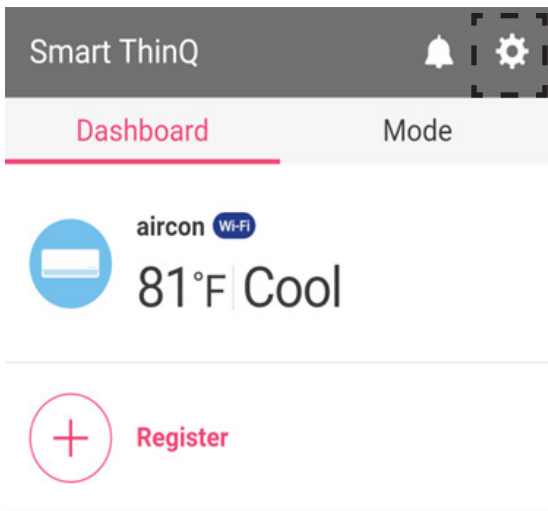 Smart ThinQ
Dashboard Mode
aircon Wi-Fi
81°F Cool
Register